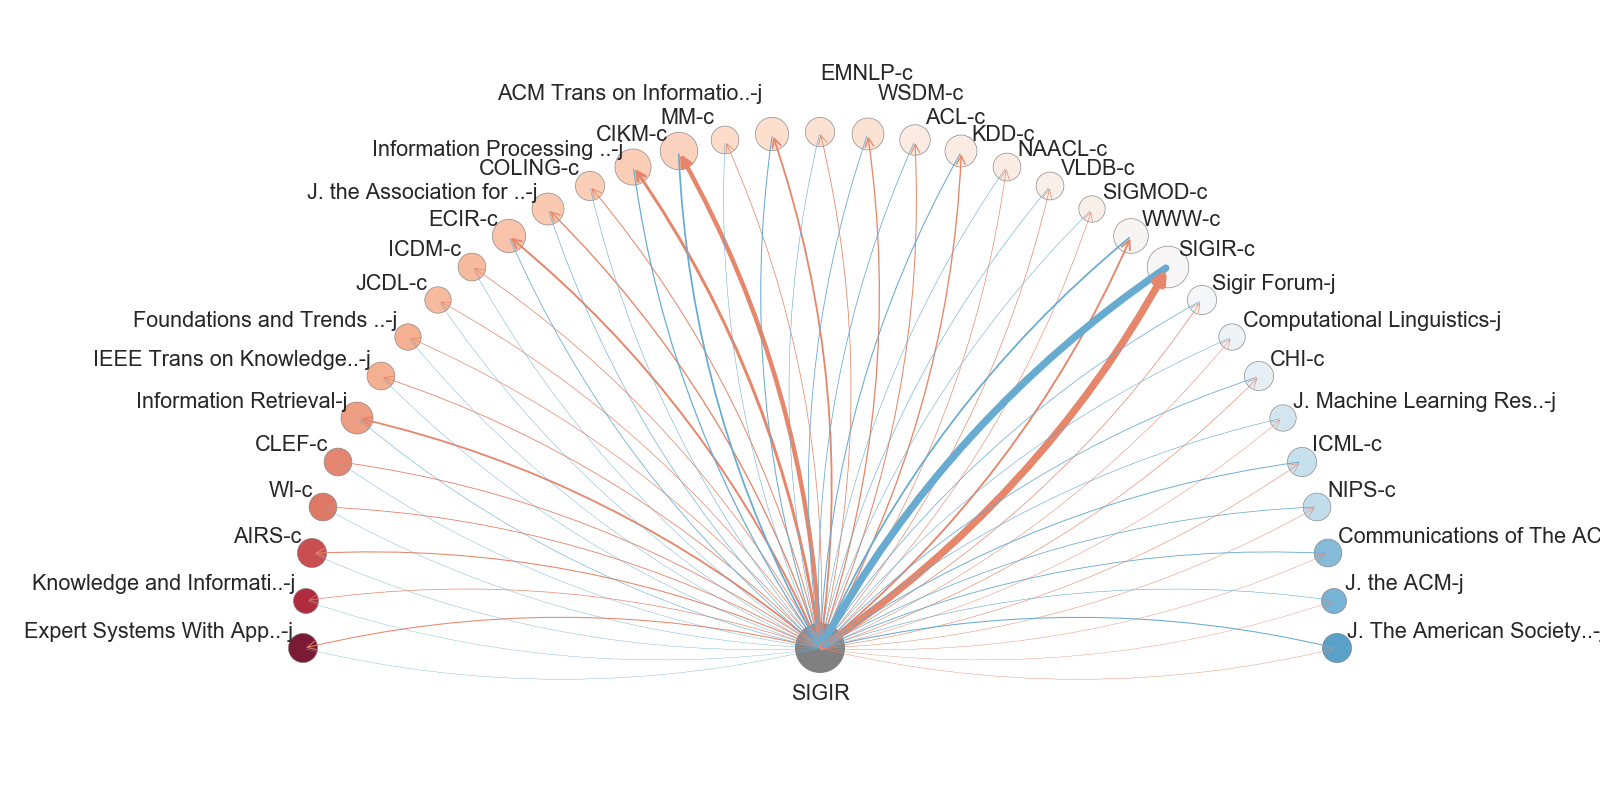 EMNLP-c
ACM Trans on Informatio..-j
WSDM-c
MM-c
ACL-c
CIKM-c
KDD-c
Information Processing ..-j
NAACL-c
COLING-c
VLDB-c
J. the Association for ..-j
SIGMOD-c
ECIR-c
WWW-c
ICDM-c
SIGIR-c
JCDL-c
Sigir Forum-j
Foundations and Trends ..-j
Computational Linguistics-j
IEEE Trans on Knowledge..-j
CHI-c
Information Retrieval-j
J. Machine Learning Res..-j
CLEF-c
ICML-c
WI-c
NIPS-c
AIRS-c
Communications of The AC
Knowledge and Informati..-j
J. the ACM-j
Expert Systems With App..-j
J. The American Society..-j
SIGIR